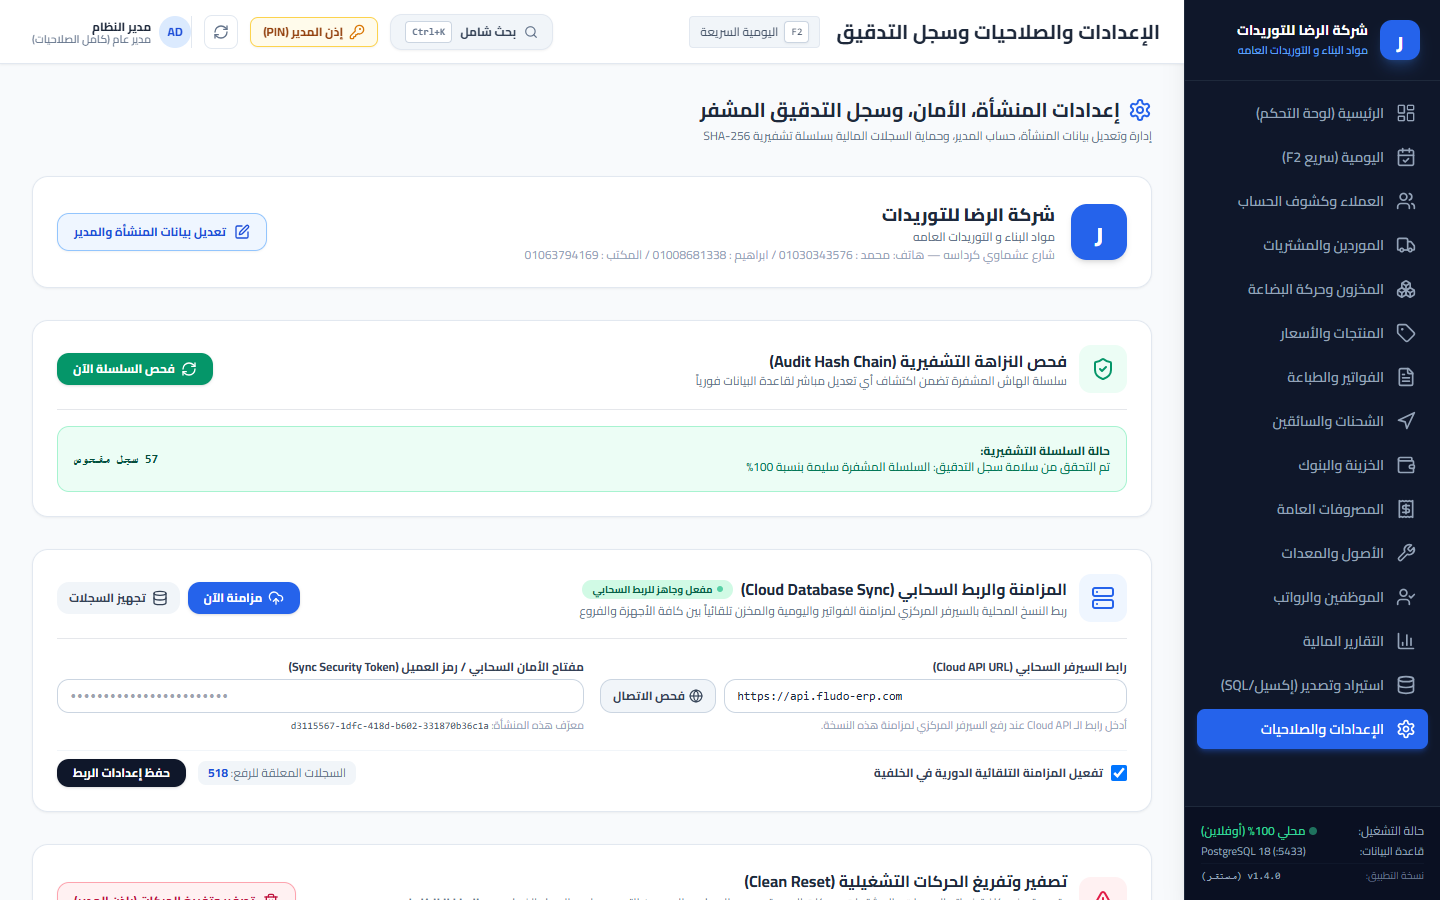 شركة الرضا للتوريدات
مواد البناء و التوريدات العامه
ر
الرئيسية (لوحة التحكم)
اليومية (سريع F2)
العملاء وكشوف الحساب
الموردين والمشتريات
المخزون وحركة البضاعة
المنتجات والأسعار
الفواتير والطباعة
الشحنات والسائقين
الخزينة والبنوك
المصروفات العامة
الأصول والمعدات
الموظفين والرواتب
التقارير المالية
استيراد وتصدير (إكسيل/SQL)
الإعدادات والصلاحيات
حالة التشغيل: محلي 100% (أوفلاين)
قاعدة البيانات: PostgreSQL 18 (:5433)
نسخة التطبيق: v1.4.0 (مستقر)
الإعدادات والصلاحيات وسجل التدقيق
F2 اليومية السريعة
بحث شامل Ctrl+K
إذن المدير (PIN)
AD
مدير النظام
مدير عام (كامل الصلاحيات)
إعدادات المنشأة، الأمان، وسجل التدقيق المشفر
إدارة وتعديل بيانات المنشأة، حساب المدير، وحماية السجلات المالية بسلسلة تشفيرية SHA-256
ر
شركة الرضا للتوريدات
مواد البناء و التوريدات العامه
شارع عشماوي كرداسه — هاتف: محمد : 01030343576 / ابراهيم : 01008681338 / المكتب : 01063794169
تعديل بيانات المنشأة والمدير
فحص النزاهة التشفيرية (Audit Hash Chain)
سلسلة الهاش المشفرة تضمن اكتشاف أي تعديل مباشر لقاعدة البيانات فورياً
فحص السلسلة الآن
حالة السلسلة التشفيرية:
تم التحقق من سلامة سجل التدقيق: السلسلة المشفرة سليمة بنسبة 100%
57 سجل مفحوص
المزامنة والربط السحابي (Cloud Database Sync)
مفعل وجاهز للربط السحابي
ربط النسخ المحلية بالسيرفر المركزي لمزامنة الفواتير واليومية والمخزن تلقائياً بين كافة الأجهزة والفروع
مزامنة الآن
تجهيز السجلات
رابط السيرفر السحابي (Cloud API URL)
https://api.fludo-erp.com
فحص الاتصال
أدخل رابط الـ Cloud API عند رفع السيرفر المركزي لمزامنة هذه النسخة.
مفتاح الأمان السحابي / رمز العميل (Sync Security Token)
••••••••••••••••••••••••
معرّف هذه المنشأة: d3115567-1dfc-418d-b602-331870b36c1a
تفعيل المزامنة التلقائية الدورية في الخلفية
السجلات المعلقة للرفع: 518
حفظ إعدادات الربط
تصفير وتفريغ الحركات التشغيلية (Clean Reset)